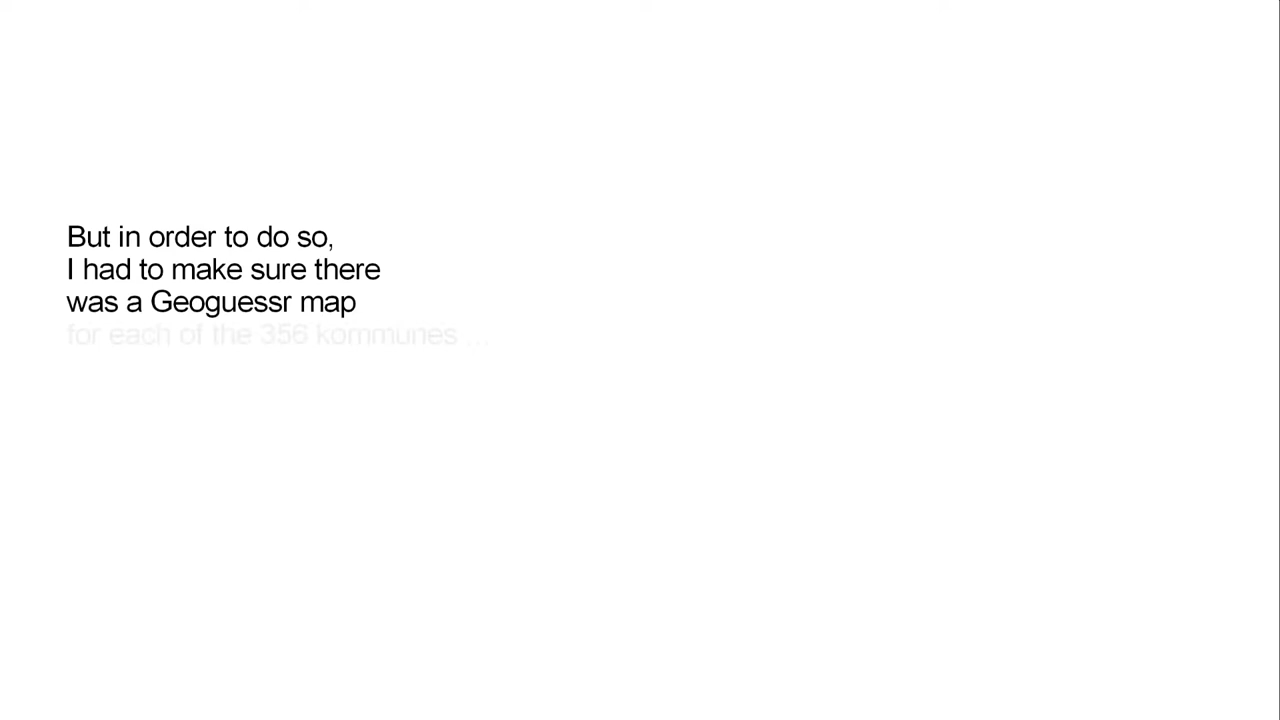 But in order to do so,
I had to make sure there
was a Geoguessr map
for each of the 356 kommunes ...